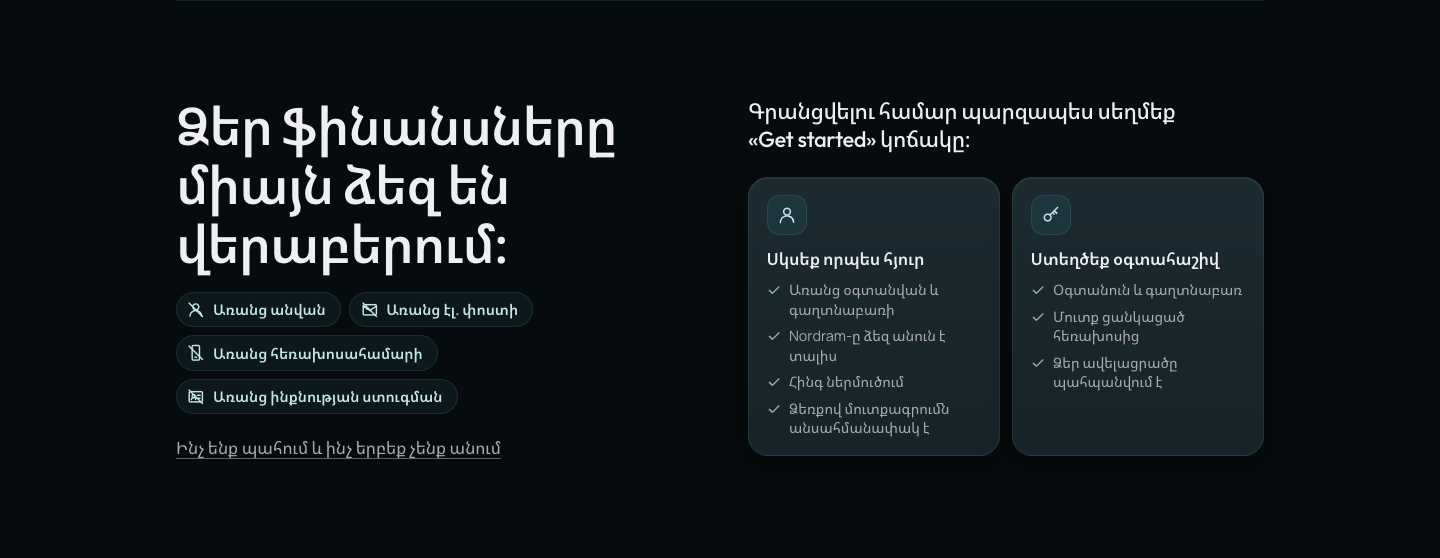 Ձեր ֆինանսները
միայն ձեզ են
վերաբերում։
Առանց անվան
Առանց էլ. փոստի
Առանց հեռախոսահամարի
Առանց ինքնության ստուգման
Ինչ ենք պահում և ինչ երբեք չենք անում
Գրանցվելու համար պարզապես սեղմեք
«Get started» կոճակը։
Սկսեք որպես հյուր
Առանց օգտանվան և
գաղտնաբառի
Nordram-ը ձեզ անուն է
տալիս
Հինգ ներմուծում
Ձեռքով մուտքագրումն
անսահմանափակ է
Ստեղծեք օգտահաշիվ
Օգտանուն և գաղտնաբառ
Մուտք ցանկացած
հեռախոսից
Ձեր ավելացրածը
պահպանվում է